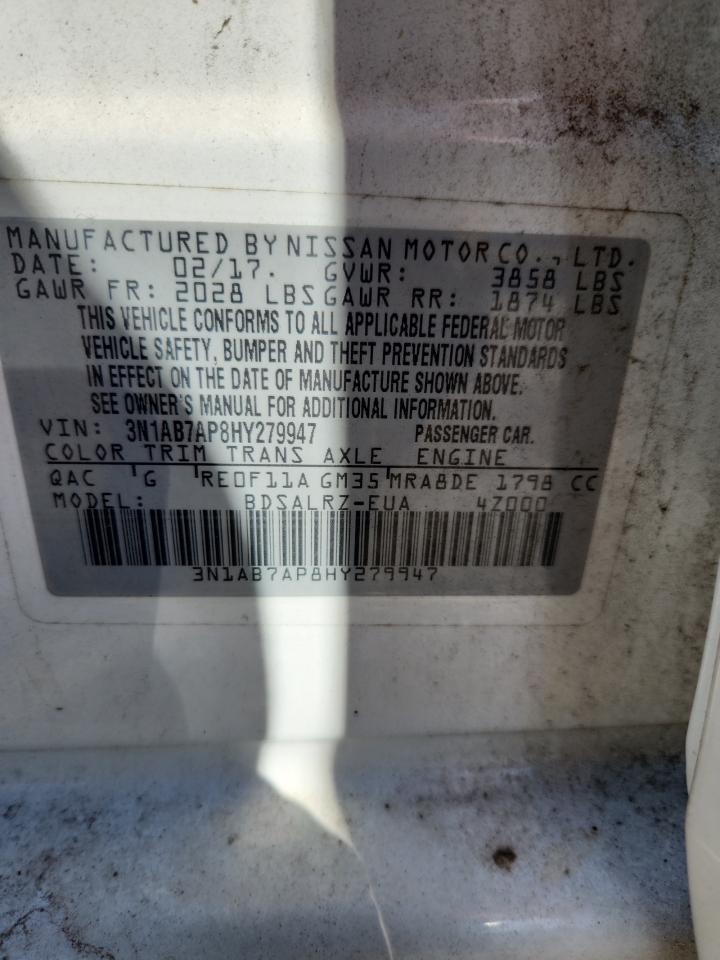 MANUFACTURED BY NISSAN MOTOR CO., LTD.
DATE: 02/17. GVWR: 3858 LBS
GAWR FR: 2028 LBS GAWR RR: 1874 LBS
THIS VEHICLE CONFORMS TO ALL APPLICABLE FEDERAL MOTOR
VEHICLE SAFETY, BUMPER AND THEFT PREVENTION STANDARDS
IN EFFECT ON THE DATE OF MANUFACTURE SHOWN ABOVE.
SEE OWNER'S MANUAL FOR ADDITIONAL INFORMATION.
VIN: 3N1AB7AP8HY279947 PASSENGER CAR.
COLOR TRIM TRANS AXLE ENGINE
QAC G RE0F11A GM35 MRA8DE 1798 CC
MODEL: BDSALRZ-EUA 4Z000
3N1AB7AP8HY279947